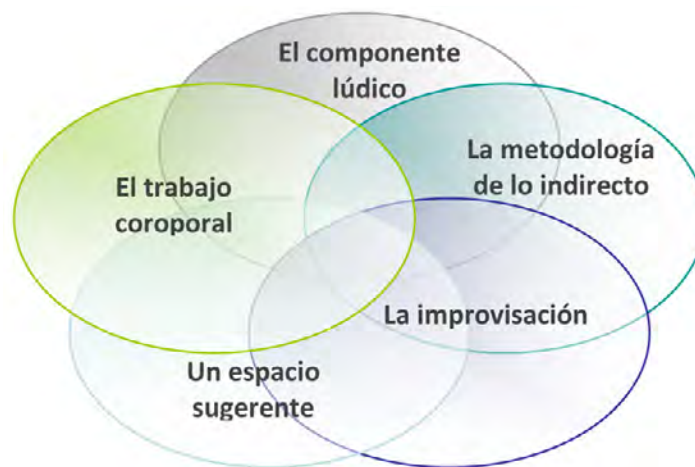 El componente
lúdico
La metodología
de lo indirecto
El trabajo
coroporal
La improvisación
Un espacio
sugerente